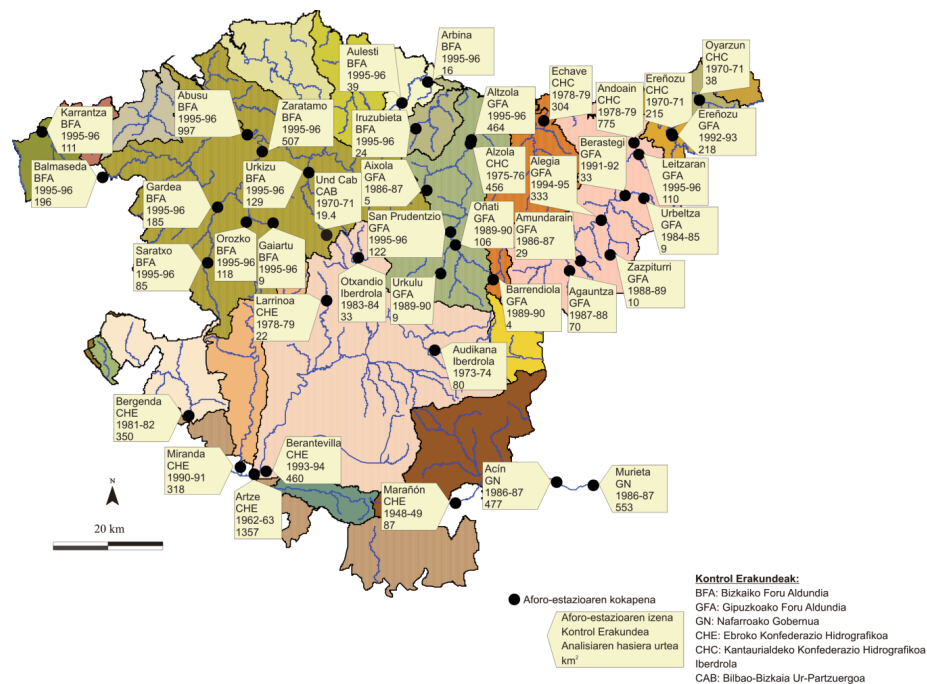 Arbina
BFA
1995-96
16
Aulesti
BFA
1995-96
39
Oyarzun
CHC
1970-71
38
Echave
CHC
1978-79
304
Andoain
CHC
1978-79
775
Ereñozu
CHC
1970-71
215
Abusu
BFA
1995-96
997
Zaratamo
BFA
1995-96
507
Altzola
GFA
1995-96
464
Karrantza
BFA
1995-96
111
Iruzubieta
BFA
1995-96
24
Ereñozu
GFA
1992-93
218
Berastegi
GFA
1991-92
33
Alzola
CHC
1975-76
456
Alegia
GFA
1994-95
333
Leitzaran
GFA
1995-96
110
Balmaseda
BFA
1995-96
196
Urkizu
BFA
1995-96
129
Aixola
GFA
1986-87
5
Gardea
BFA
1995-96
185
Und Cab
CAB
1970-71
19.4
Oñati
GFA
1989-90
106
San Prudentzio
GFA
1995-96
122
Amundarain
GFA
1986-87
29
Urbeltza
GFA
1984-85
9
Orozko
BFA
1995-96
118
Gaiartu
BFA
1995-96
9
Saratxo
BFA
1995-96
85
Zazpiturri
GFA
1988-89
10
Otxandio
Iberdrola
1983-84
33
Urkulu
GFA
1989-90
9
Barrendiola
GFA
1989-90
4
Agauntza
GFA
1987-88
70
Larrinoa
CHE
1978-79
22
Audikana
Iberdrola
1973-74
80
Bergenda
CHE
1981-82
350
Miranda
CHE
1990-91
318
Berantevilla
CHE
1993-94
460
Acín
GN
1986-87
477
Murieta
GN
1986-87
553
Artze
CHE
1962-63
1357
Marañón
CHE
1948-49
87
N
20 km
Aforo-estazioaren kokapena
Aforo-estazioaren izena
Kontrol Erakundea
Analisiaren hasiera urtea
km²
Kontrol Erakundeak:
BFA: Bizkaiko Foru Aldundia
GFA: Gipuzkoako Foru Aldundia
GN: Nafarroako Gobernua
CHE: Ebroko Konfederazio Hidrografikoa
CHC: Kantaurialdeko Konfederazio Hidrografikoa
Iberdrola
CAB: Bilbao-Bizkaia Ur-Partzuergoa